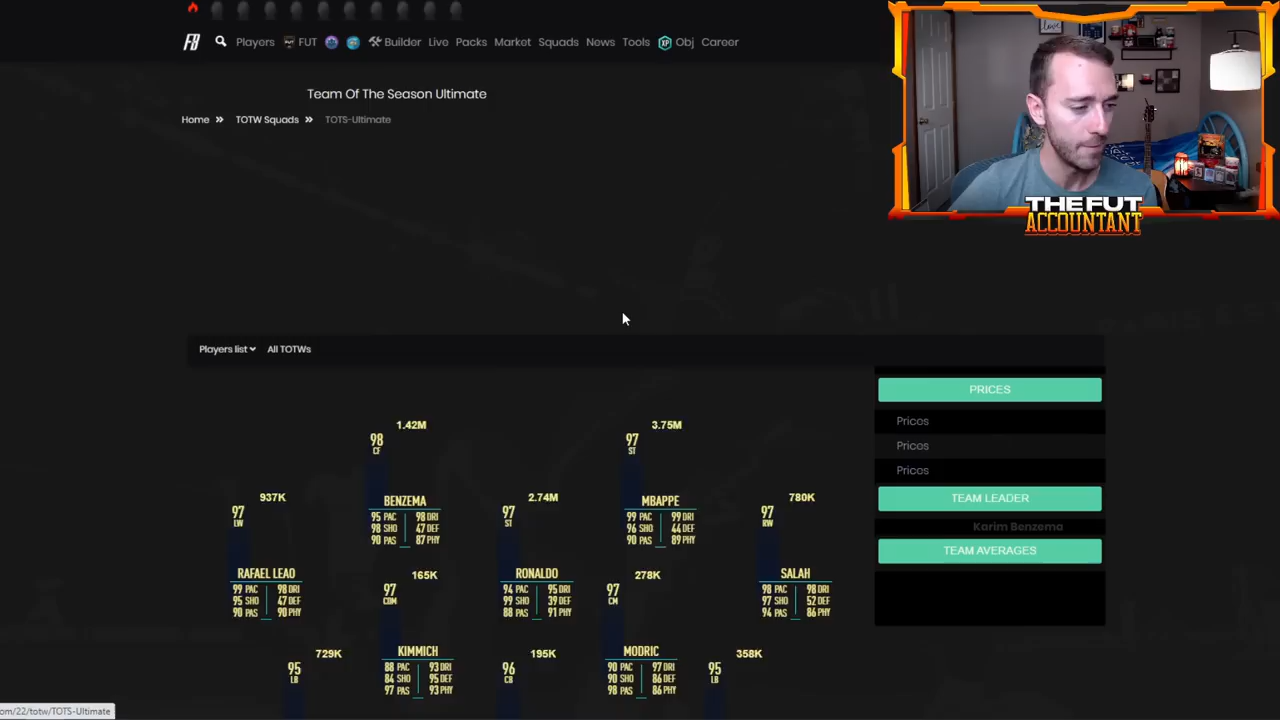 Players FUT Builder Live Packs Market Squads News Tools XP Obj Career
Team Of The Season Ultimate
Home » TOTW Squads » TOTS-Ultimate
THE FUT
ACCOUNTANT
Players list All TOTWs
PRICES
Prices
Prices
Prices
TEAM LEADER
Karim Benzema
TEAM AVERAGES
1.42M
98
CF
BENZEMA
95 PAC 98 DRI
98 SHO 47 DEF
90 PAS 87 PHY
3.75M
97
ST
MBAPPE
99 PAC 99 DRI
96 SHO 44 DEF
90 PAS 89 PHY
937K
97
LW
RAFAEL LEAO
99 PAC 98 DRI
95 SHO 47 DEF
90 PAS 90 PHY
2.74M
97
ST
RONALDO
94 PAC 95 DRI
99 SHO 39 DEF
88 PAS 91 PHY
780K
97
RW
SALAH
98 PAC 98 DRI
97 SHO 52 DEF
94 PAS 86 PHY
165K
97
CDM
KIMMICH
88 PAC 93 DRI
84 SHO 95 DEF
97 PAS 93 PHY
278K
97
CM
MODRIC
90 PAC 97 DRI
90 SHO 86 DEF
98 PAS 86 PHY
729K
95
LB
195K
96
CB
358K
95
LB
om/22/totw/TOTS-Ultimate